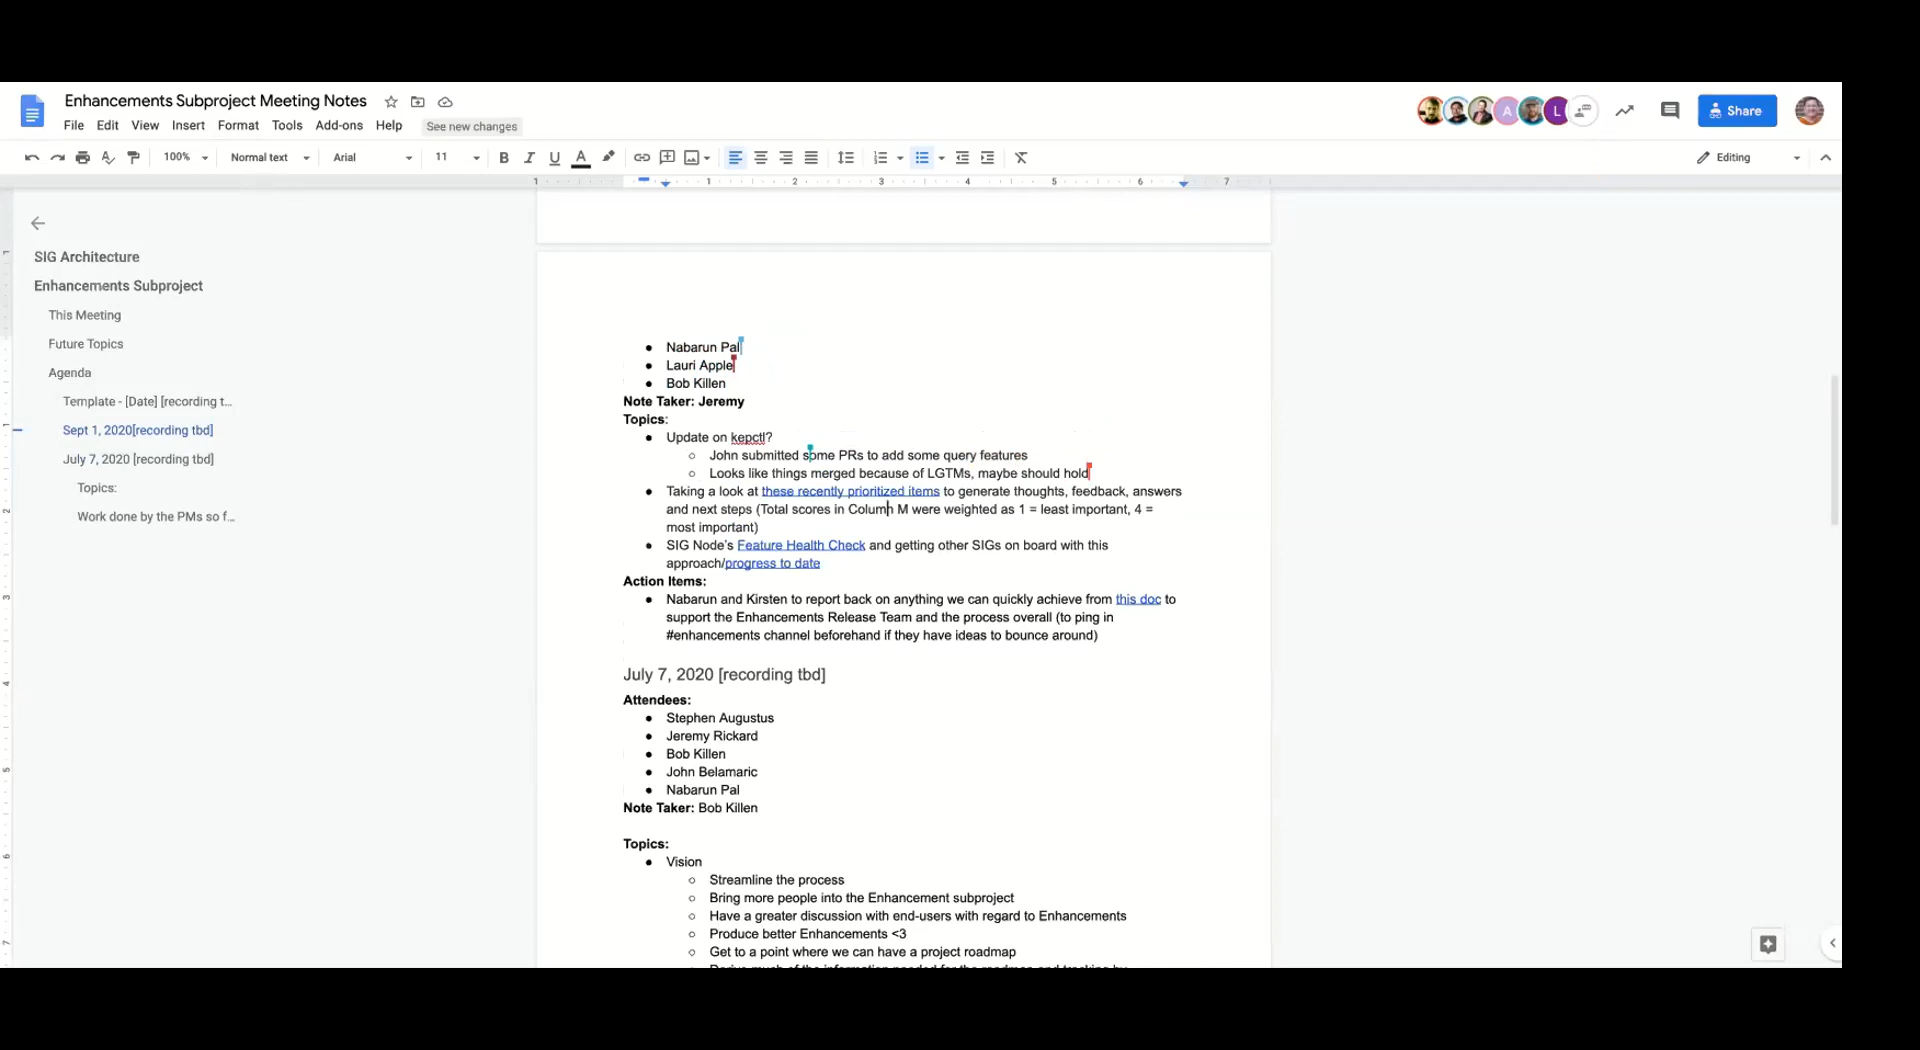 Enhancements Subproject Meeting Notes
File Edit View Insert Format Tools Add-ons Help See new changes
A L Share
100% Normal text Arial 11 B I U A Editing
1 1 2 3 4 5 6 7
SIG Architecture
Enhancements Subproject
This Meeting
Future Topics
Agenda
Template - [Date] [recording t...
Sept 1, 2020[recording tbd]
July 7, 2020 [recording tbd]
Topics:
Work done by the PMs so f...
● Nabarun Pal
● Lauri Apple
● Bob Killen
Note Taker: Jeremy
Topics:
● Update on kepctl?
○ John submitted some PRs to add some query features
○ Looks like things merged because of LGTMs, maybe should hold
● Taking a look at these recently prioritized items to generate thoughts, feedback, answers
and next steps (Total scores in Column M were weighted as 1 = least important, 4 =
most important)
● SIG Node's Feature Health Check and getting other SIGs on board with this
approach/progress to date
Action Items:
● Nabarun and Kirsten to report back on anything we can quickly achieve from this doc to
support the Enhancements Release Team and the process overall (to ping in
#enhancements channel beforehand if they have ideas to bounce around)
July 7, 2020 [recording tbd]
Attendees:
● Stephen Augustus
● Jeremy Rickard
● Bob Killen
● John Belamaric
● Nabarun Pal
Note Taker: Bob Killen
Topics:
● Vision
○ Streamline the process
○ Bring more people into the Enhancement subproject
○ Have a greater discussion with end-users with regard to Enhancements
○ Produce better Enhancements <3
○ Get to a point where we can have a project roadmap